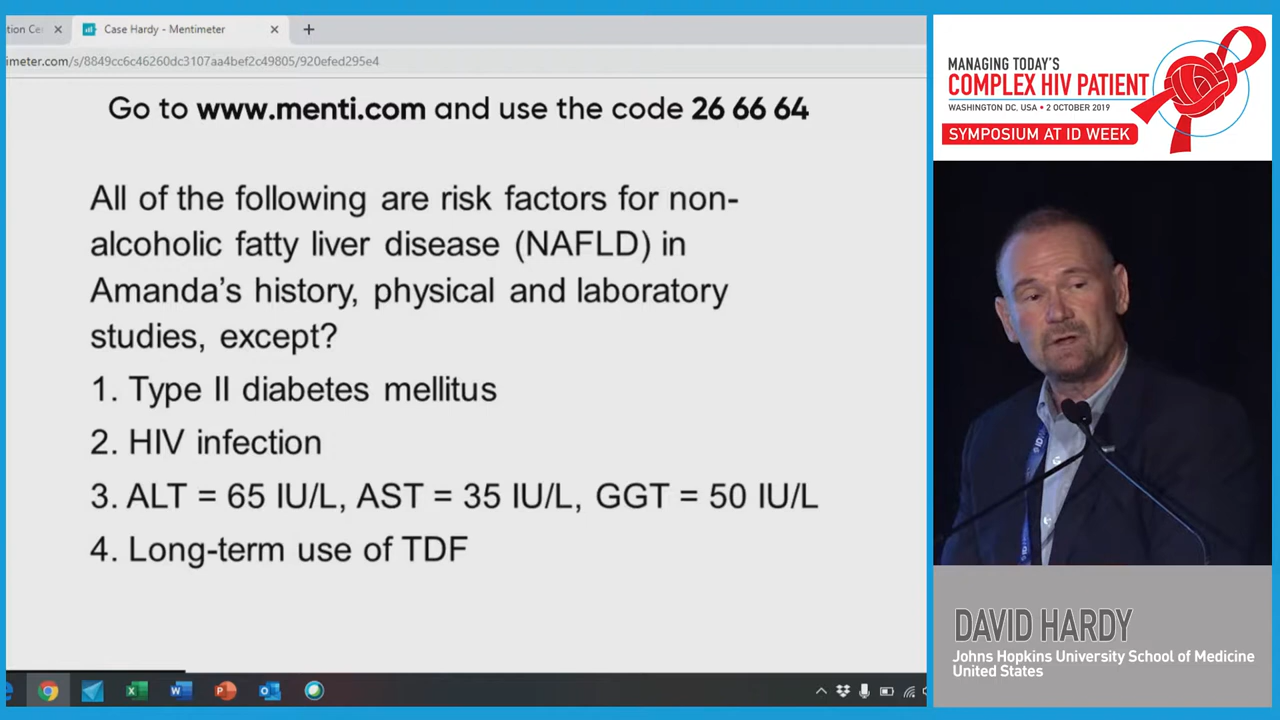 tion Ce
Case Hardy - Mentimeter
imeter.com/s/8849cc6c46260dc3107aa4bef2c49805/920efed295e4
Go to www.menti.com and use the code 26 66 64
All of the following are risk factors for non-
alcoholic fatty liver disease (NAFLD) in
Amanda's history, physical and laboratory
studies, except?
1. Type II diabetes mellitus
2. HIV infection
3. ALT = 65 IU/L, AST = 35 IU/L, GGT = 50 IU/L
4. Long-term use of TDF
MANAGING TODAY'S
COMPLEX HIV PATIENT
WASHINGTON DC, USA • 2 OCTOBER 2019
SYMPOSIUM AT ID WEEK
DAVID HARDY
Johns Hopkins University School of Medicine
United States